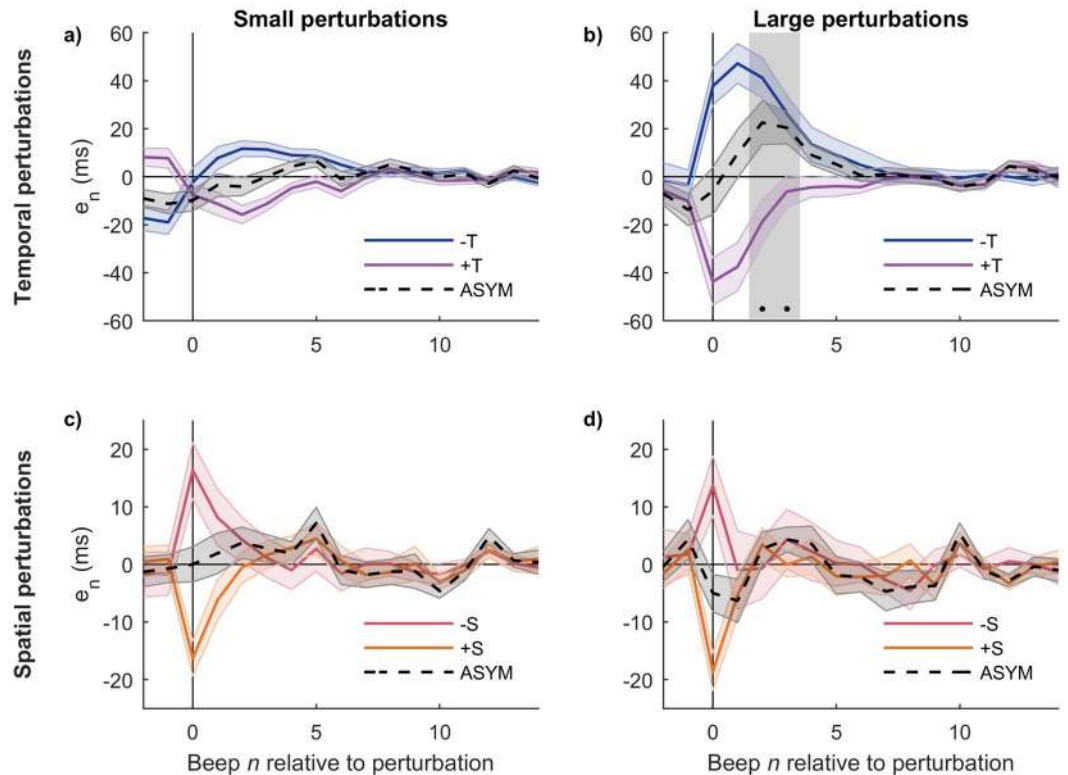 Small perturbations
Large perturbations
Temporal perturbations
a)
60
40
20
0
-20
-40
-60
e_n (ms)
-T
+T
ASYM
0
5
10
b)
60
40
20
0
-20
-40
-60
-T
+T
ASYM
0
5
10
Spatial perturbations
c)
20
10
0
-10
-20
e_n (ms)
-S
+S
ASYM
0
5
10
Beep n relative to perturbation
d)
20
10
0
-10
-20
e_n (ms)
-S
+S
ASYM
0
5
10
Beep n relative to perturbation